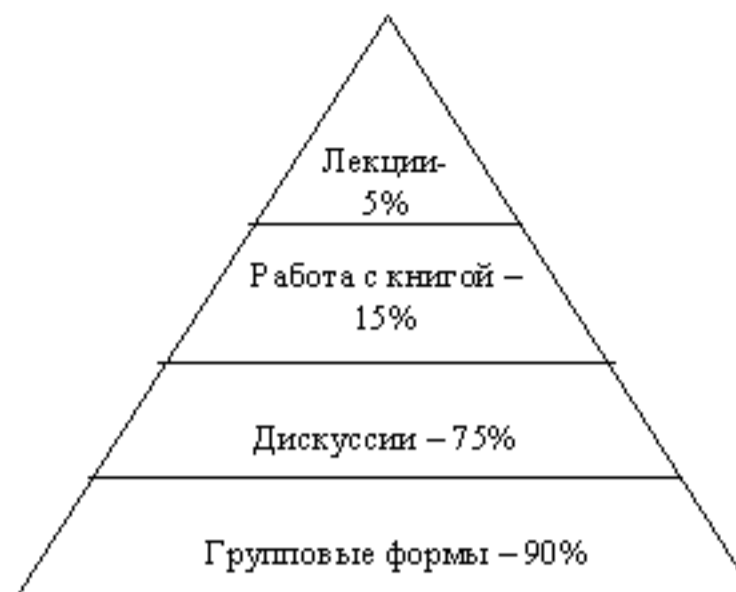 Лекции-
5%
Работа с книгой –
15%
Дискуссии – 75%
Групповые формы – 90%